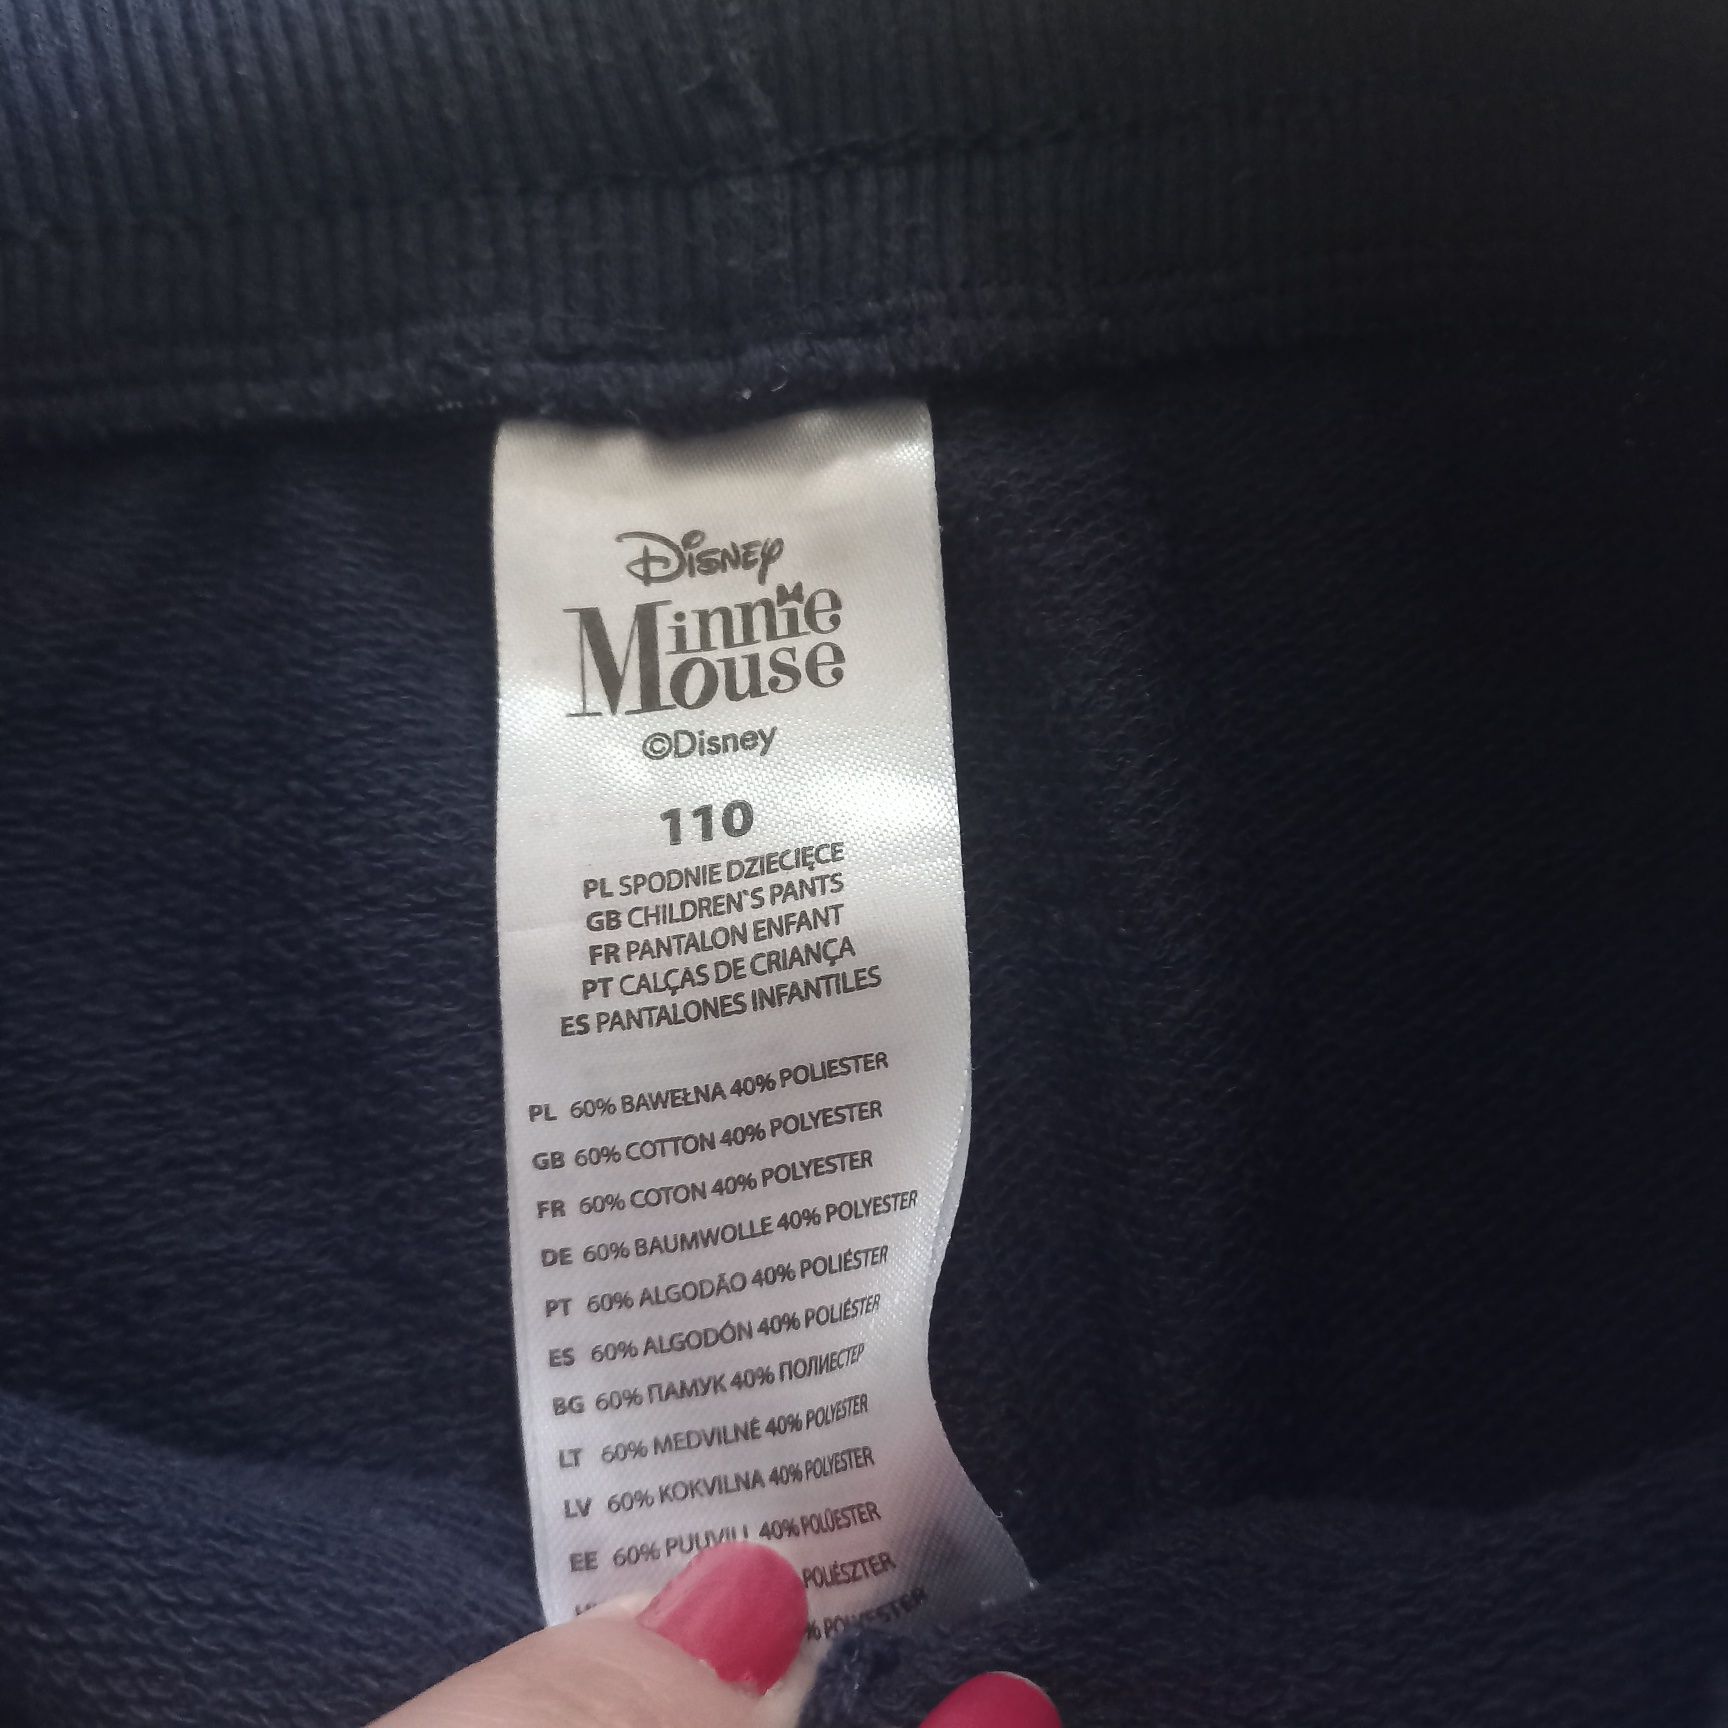 Disney
Minnie
Mouse
©Disney
110
PL SPODNIE DZIECIĘCE
GB CHILDREN`S PANTS
FR PANTALON ENFANT
PT CALÇAS DE CRIANÇA
ES PANTALONES INFANTILES
PL 60% BAWEŁNA 40% POLIESTER
GB 60% COTTON 40% POLYESTER
FR 60% COTON 40% POLYESTER
DE 60% BAUMWOLLE 40% POLYESTER
PT 60% ALGODÃO 40% POLIÉSTER
ES 60% ALGODÓN 40% POLIÉSTER
BG 60% ПАМУК 40% ПОЛИЕСТЕР
LT 60% MEDVILNĖ 40% POLYESTER
LV 60% KOKVILNA 40% POLYESTER
EE 60% PUUVILL 40% POLÜESTER
POLIÉSZTER
% POLYESTER